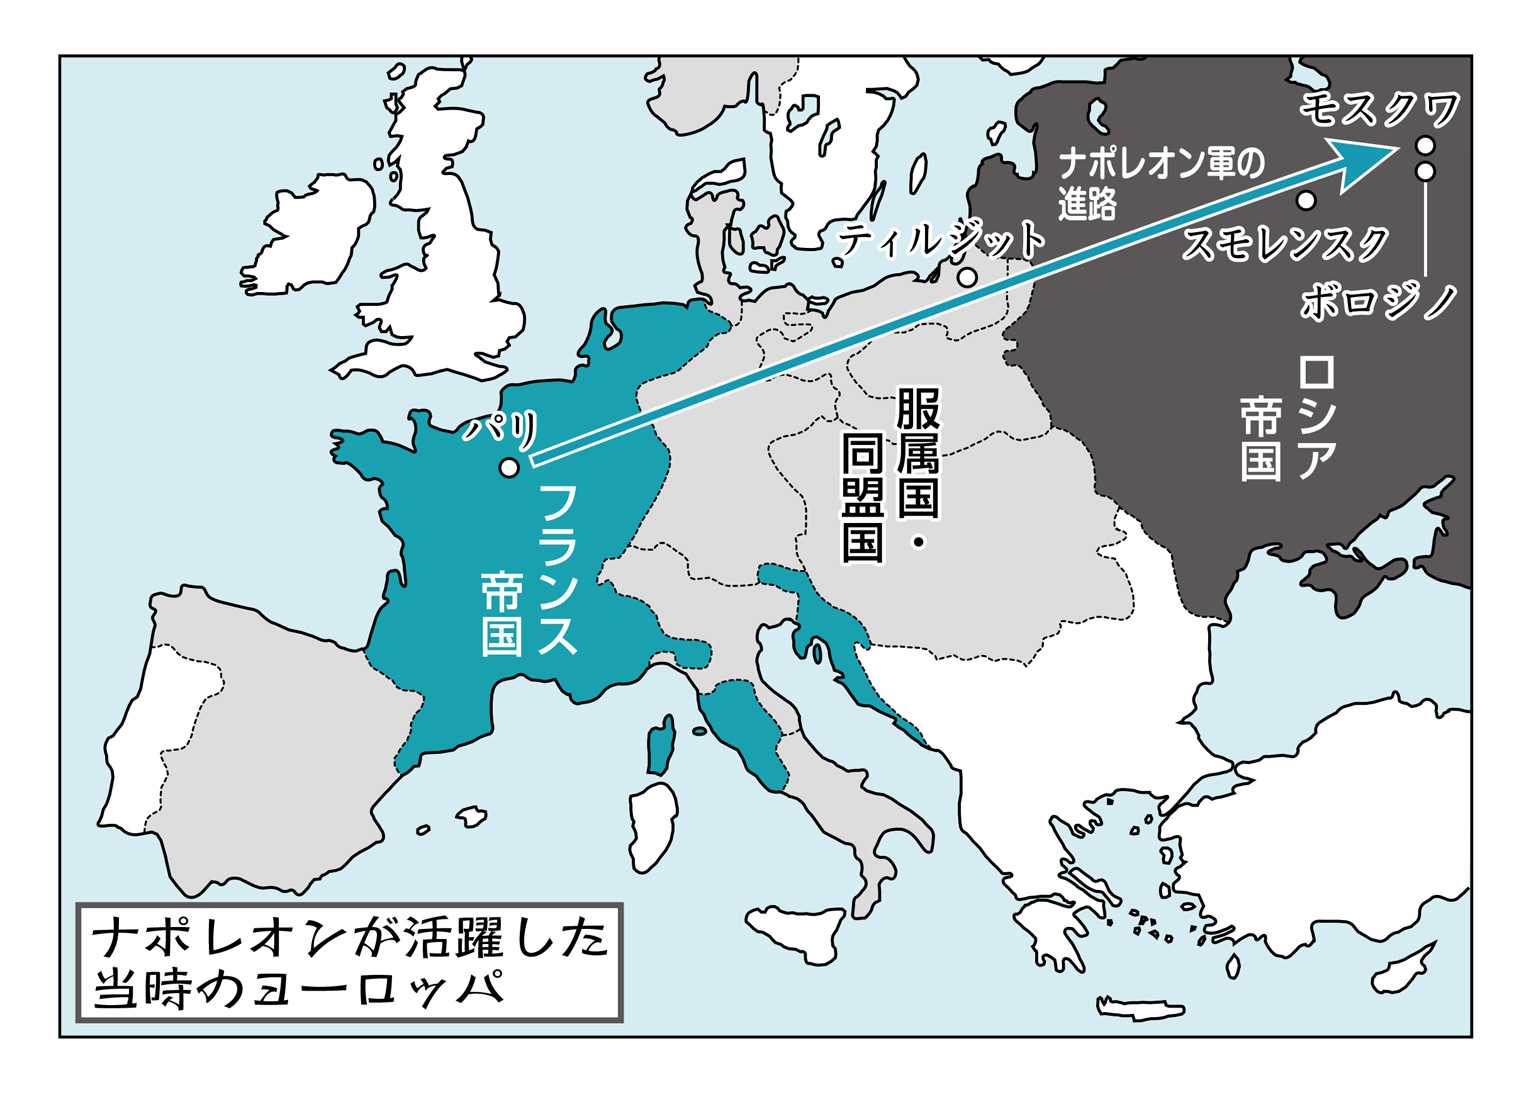 モスクワ
ナポレオン軍の
進路
ティルジット
スモレンスク
ボロジノ
ロシア
帝国
服属国・
同盟国
パリ
フランス
帝国
ナポレオンが活躍した
当時のヨーロッパ